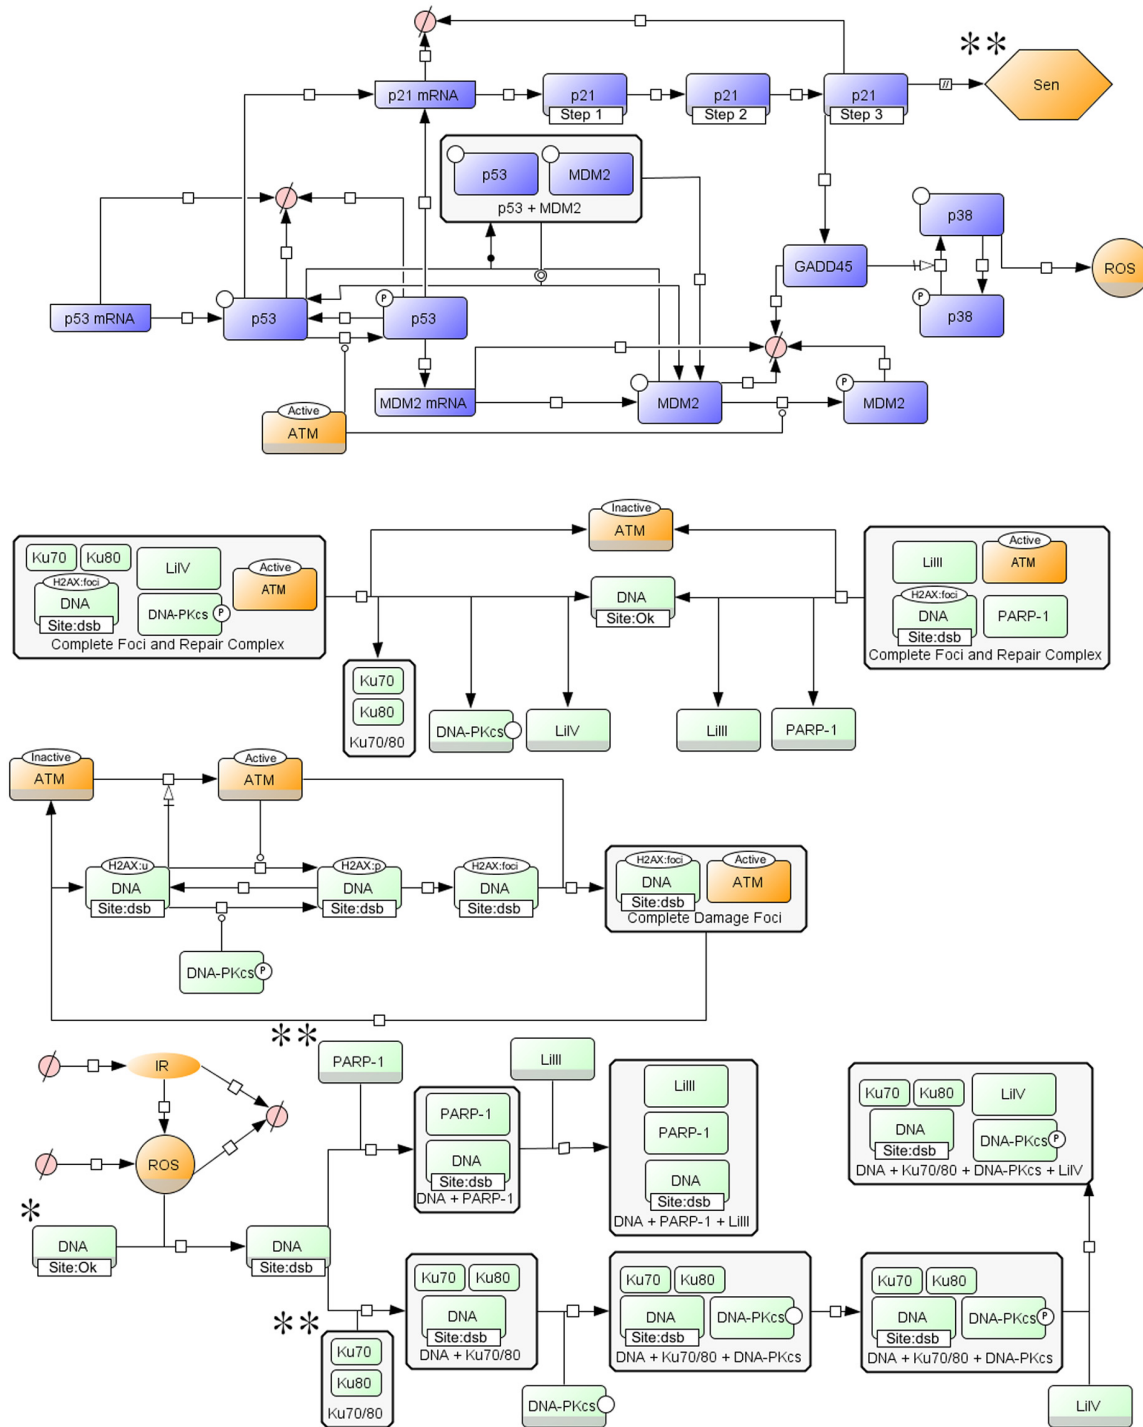 **
p21 mRNA
p21
Step 1
p21
Step 2
p21
Step 3
Sen
p53
MDM2
p53 + MDM2
p38
GADD45
ROS
P
p38
p53 mRNA
p53
P
p53
MDM2 mRNA
MDM2
P
MDM2
Active
ATM
Inactive
ATM
Ku70
Ku80
LiIV
H2AX:foci
DNA
Site:dsb
DNA-PKcs
P
Active
ATM
Complete Foci and Repair Complex
DNA
Site:Ok
LiIII
Active
ATM
H2AX:foci
DNA
Site:dsb
PARP-1
Complete Foci and Repair Complex
Ku70
Ku80
Ku70/80
DNA-PKcs
LiIV
LiIII
PARP-1
Inactive
ATM
Active
ATM
H2AX:u
DNA
Site:dsb
H2AX:p
DNA
Site:dsb
H2AX:foci
DNA
Site:dsb
H2AX:foci
DNA
Site:dsb
Active
ATM
Complete Damage Foci
DNA-PKcs
P
**
IR
PARP-1
LiIII
ROS
PARP-1
DNA
Site:dsb
DNA + PARP-1
LiIII
PARP-1
DNA
Site:dsb
DNA + PARP-1 + LiIII
Ku70
Ku80
LiIV
DNA
Site:dsb
DNA-PKcs
P
DNA + Ku70/80 + DNA-PKcs + LiIV
*
DNA
Site:Ok
DNA
Site:dsb
**
Ku70
Ku80
Ku70/80
Ku70
Ku80
DNA
Site:dsb
DNA + Ku70/80
Ku70
Ku80
DNA
Site:dsb
DNA-PKcs
DNA + Ku70/80 + DNA-PKcs
Ku70
Ku80
DNA
Site:dsb
DNA-PKcs
P
DNA + Ku70/80 + DNA-PKcs
DNA-PKcs
LiIV